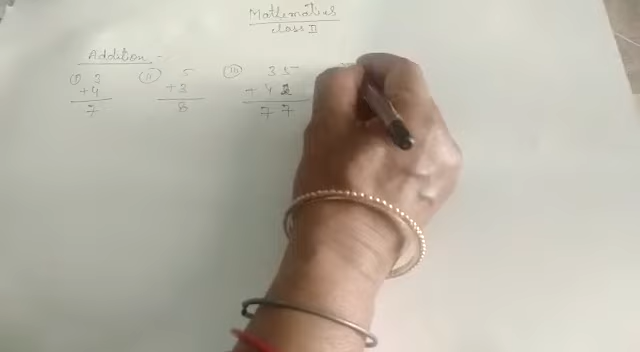 Mathematics
class II
Addition :-
(i) 3 (ii) 5 (iii) 35
+4 +3 +42
7 8 77